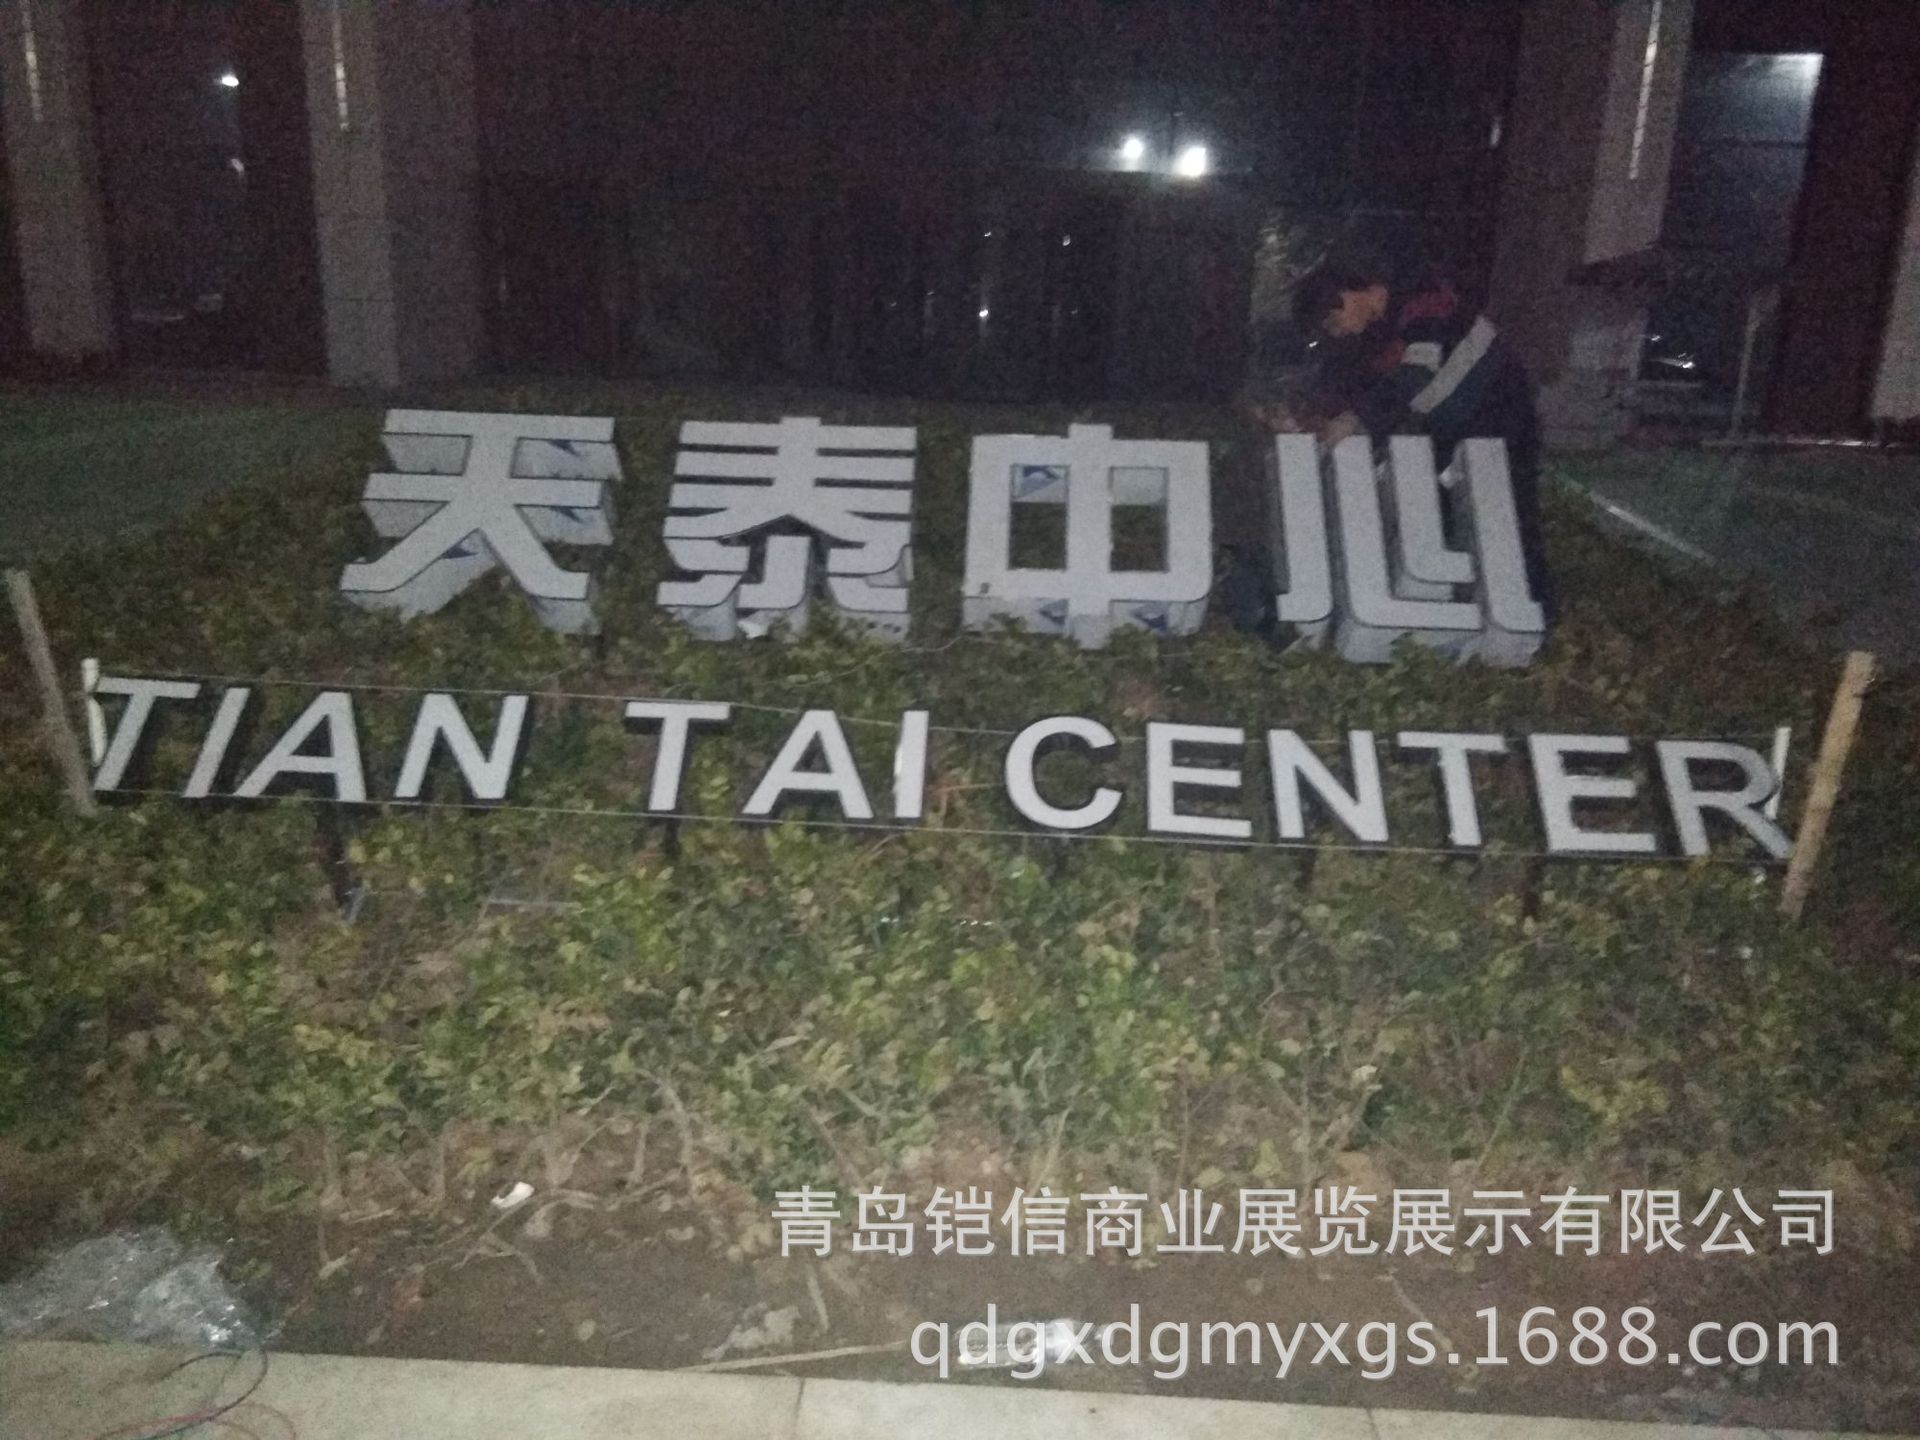 天泰中心
TIAN TAI CENTER
青岛铠信商业展览展示有限公司
qdgxdgmyxgs.1688.com